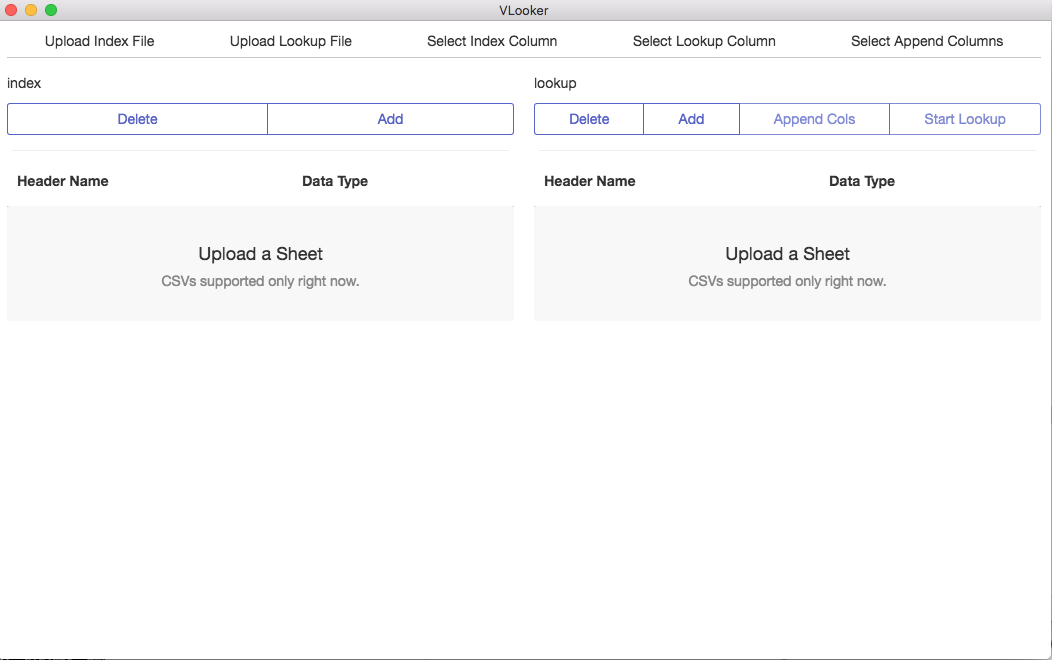 VLooker
Upload Index File Upload Lookup File Select Index Column Select Lookup Column Select Append Columns
index
Delete Add
Header Name Data Type
Upload a Sheet
CSVs supported only right now.
lookup
Delete Add Append Cols Start Lookup
Header Name Data Type
Upload a Sheet
CSVs supported only right now.